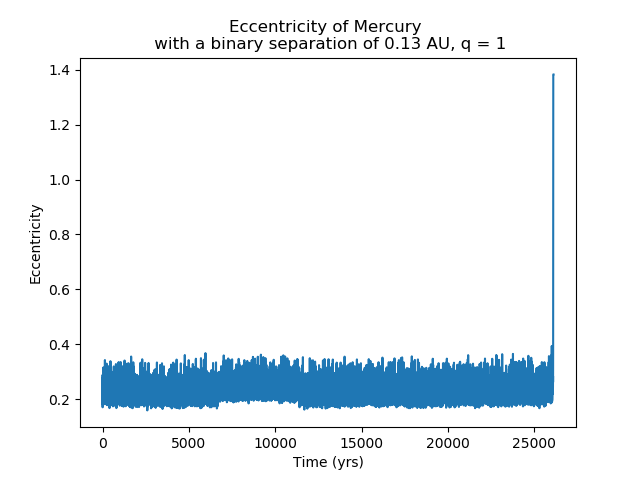 Eccentricity of Mercury
with a binary separation of 0.13 AU, q = 1
1.4
1.2
1.0
0.8
0.6
0.4
0.2
Eccentricity
0 5000 10000 15000 20000 25000
Time (yrs)